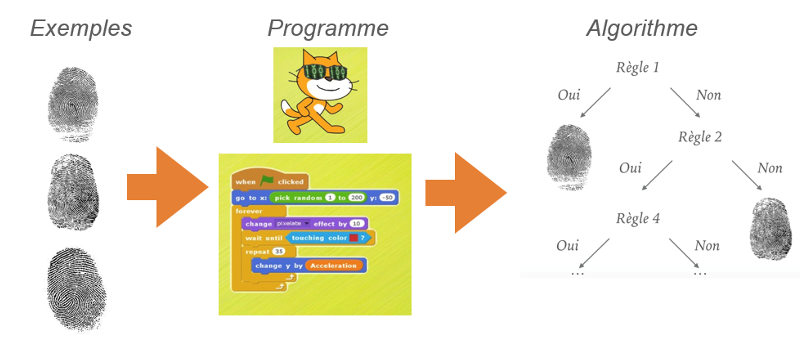 Exemples
Programme
Algorithme
when clicked
go to x: pick random 1 to 200 y: -50
forever
change pixelate effect by 10
wait until touching color ?
repeat 35
change y by Acceleration
Règle 1
Oui Non
Règle 2
Oui Non
Règle 4
Oui Non
... ...